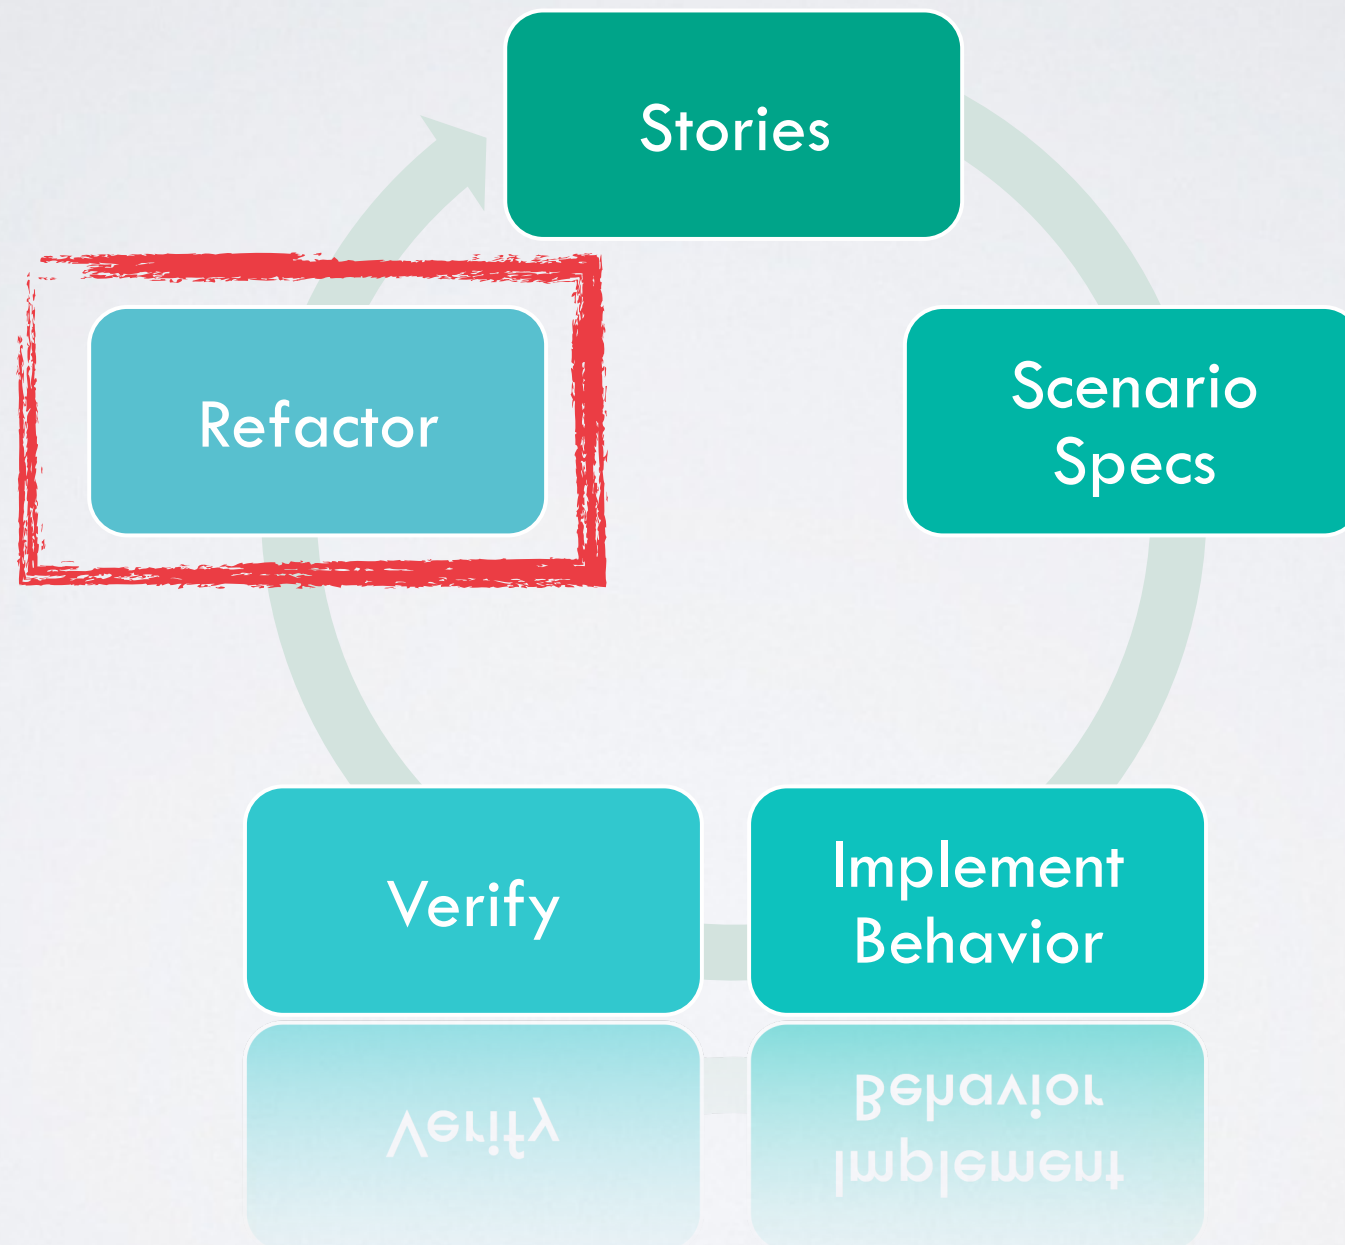 Stories
Refactor
Scenario
Specs
Verify
Implement
Behavior